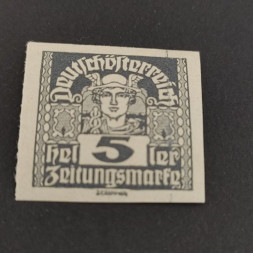 Deutschösterreich
5
hel ler
Zeitungsmarke